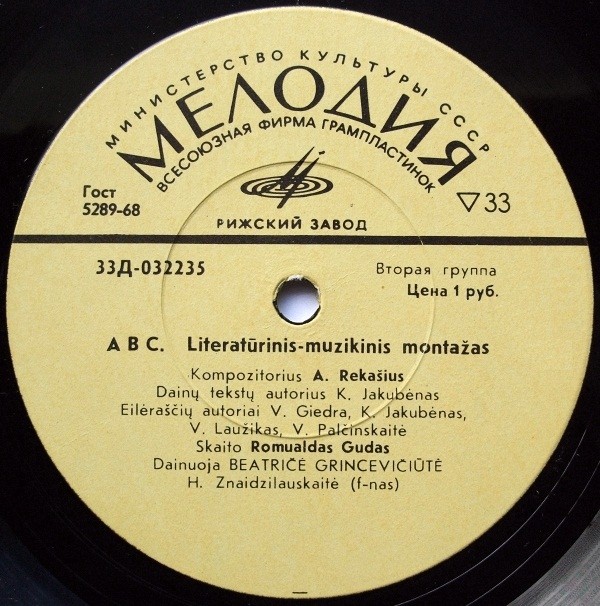 МИНИСТЕРСТВО КУЛЬТУРЫ СССР
МЕЛОДИЯ
ВСЕСОЮЗНАЯ ФИРМА ГРАМПЛАСТИНОК
Гост
5289-68
▽33
РИЖСКИЙ ЗАВОД
33Д-032235
Вторая группа
Цена 1 руб.
A B C. Literatūrinis-muzikinis montažas
Kompozitorius A. Rekašius
Dainų tekstų autorius K. Jakubėnas
Eilėraščių autoriai V. Giedra, K. Jakubėnas,
V. Laužikas, V. Palčinskaitė
Skaito Romualdas Gudas
Dainuoja BEATRIČĖ GRINCEVIČIŪTĖ
H. Znaidzilauskaitė (f-nas)